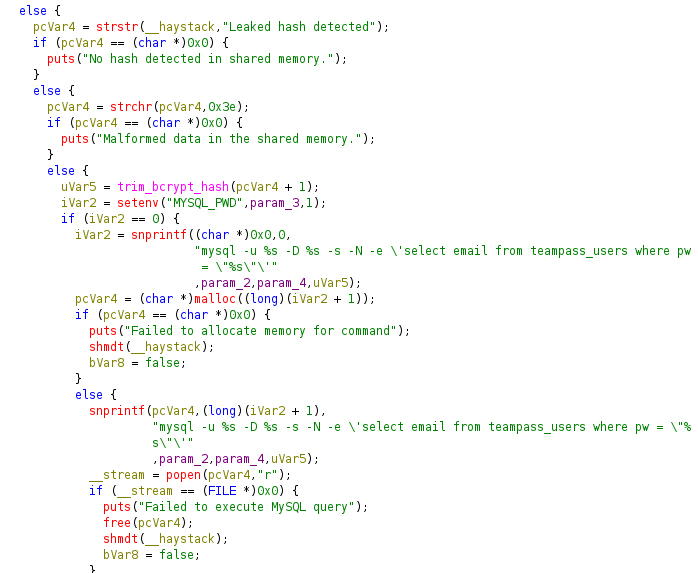 else {
pcVar4 = strstr(__haystack,"Leaked hash detected");
if (pcVar4 == (char *)0x0) {
puts("No hash detected in shared memory.");
}
else {
pcVar4 = strchr(pcVar4,0x3e);
if (pcVar4 == (char *)0x0) {
puts("Malformed data in the shared memory.");
}
else {
uVar5 = trim_bcrypt_hash(pcVar4 + 1);
iVar2 = setenv("MYSQL_PWD",param_3,1);
if (iVar2 == 0) {
iVar2 = snprintf((char *)0x0,0,
"mysql -u %s -D %s -s -N -e \'select email from teampass_users where pw
= \"%s\"\'"
,param_2,param_4,uVar5);
pcVar4 = (char *)malloc((long)(iVar2 + 1));
if (pcVar4 == (char *)0x0) {
puts("Failed to allocate memory for command");
shmdt(__haystack);
bVar8 = false;
}
else {
snprintf(pcVar4,(long)(iVar2 + 1),
"mysql -u %s -D %s -s -N -e \'select email from teampass_users where pw = \"%
s\"\'"
,param_2,param_4,uVar5);
__stream = popen(pcVar4,"r");
if (__stream == (FILE *)0x0) {
puts("Failed to execute MySQL query");
free(pcVar4);
shmdt(__haystack);
bVar8 = false;
}